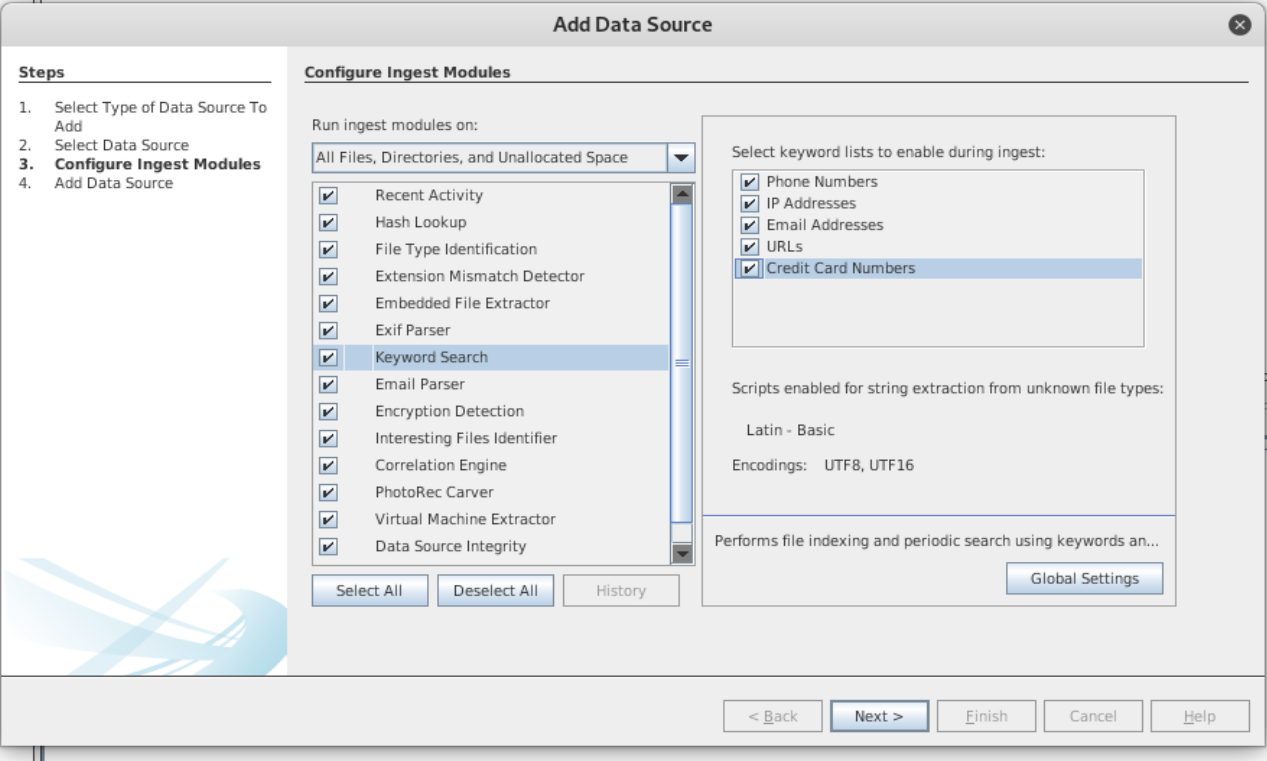 Add Data Source
Steps
1. Select Type of Data Source To
Add
2. Select Data Source
3. Configure Ingest Modules
4. Add Data Source
Configure Ingest Modules
Run ingest modules on:
All Files, Directories, and Unallocated Space
Recent Activity
Hash Lookup
File Type Identification
Extension Mismatch Detector
Embedded File Extractor
Exif Parser
Keyword Search
Email Parser
Encryption Detection
Interesting Files Identifier
Correlation Engine
PhotoRec Carver
Virtual Machine Extractor
Data Source Integrity
Select All
Deselect All
History
Select keyword lists to enable during ingest:
Phone Numbers
IP Addresses
Email Addresses
URLs
Credit Card Numbers
Scripts enabled for string extraction from unknown file types:
Latin - Basic
Encodings: UTF8, UTF16
Performs file indexing and periodic search using keywords an...
Global Settings
< Back
Next >
Finish
Cancel
Help